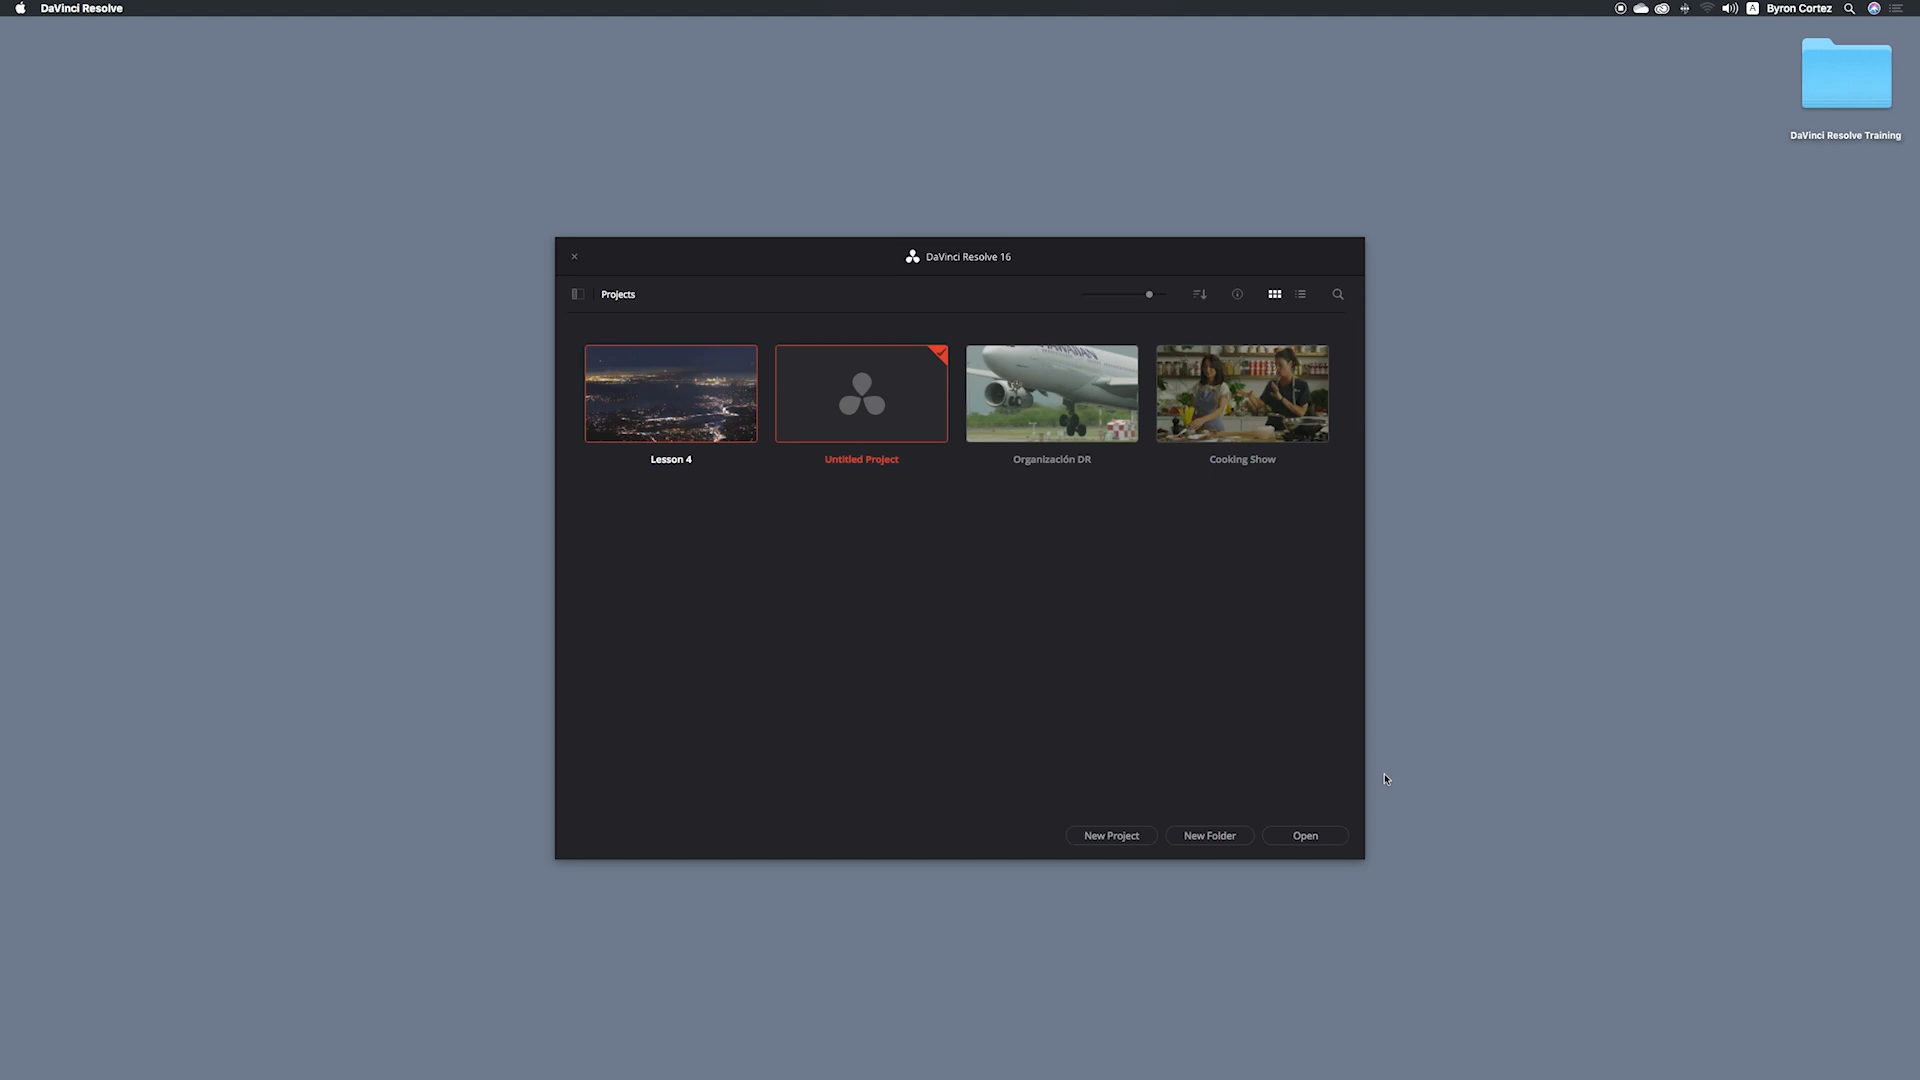 DaVinci Resolve
A
Byron Cortez
DaVinci Resolve Training
DaVinci Resolve 16
Projects
HAWAIIAN
Lesson 4
Untitled Project
Organización DR
Cooking Show
New Project
New Folder
Open